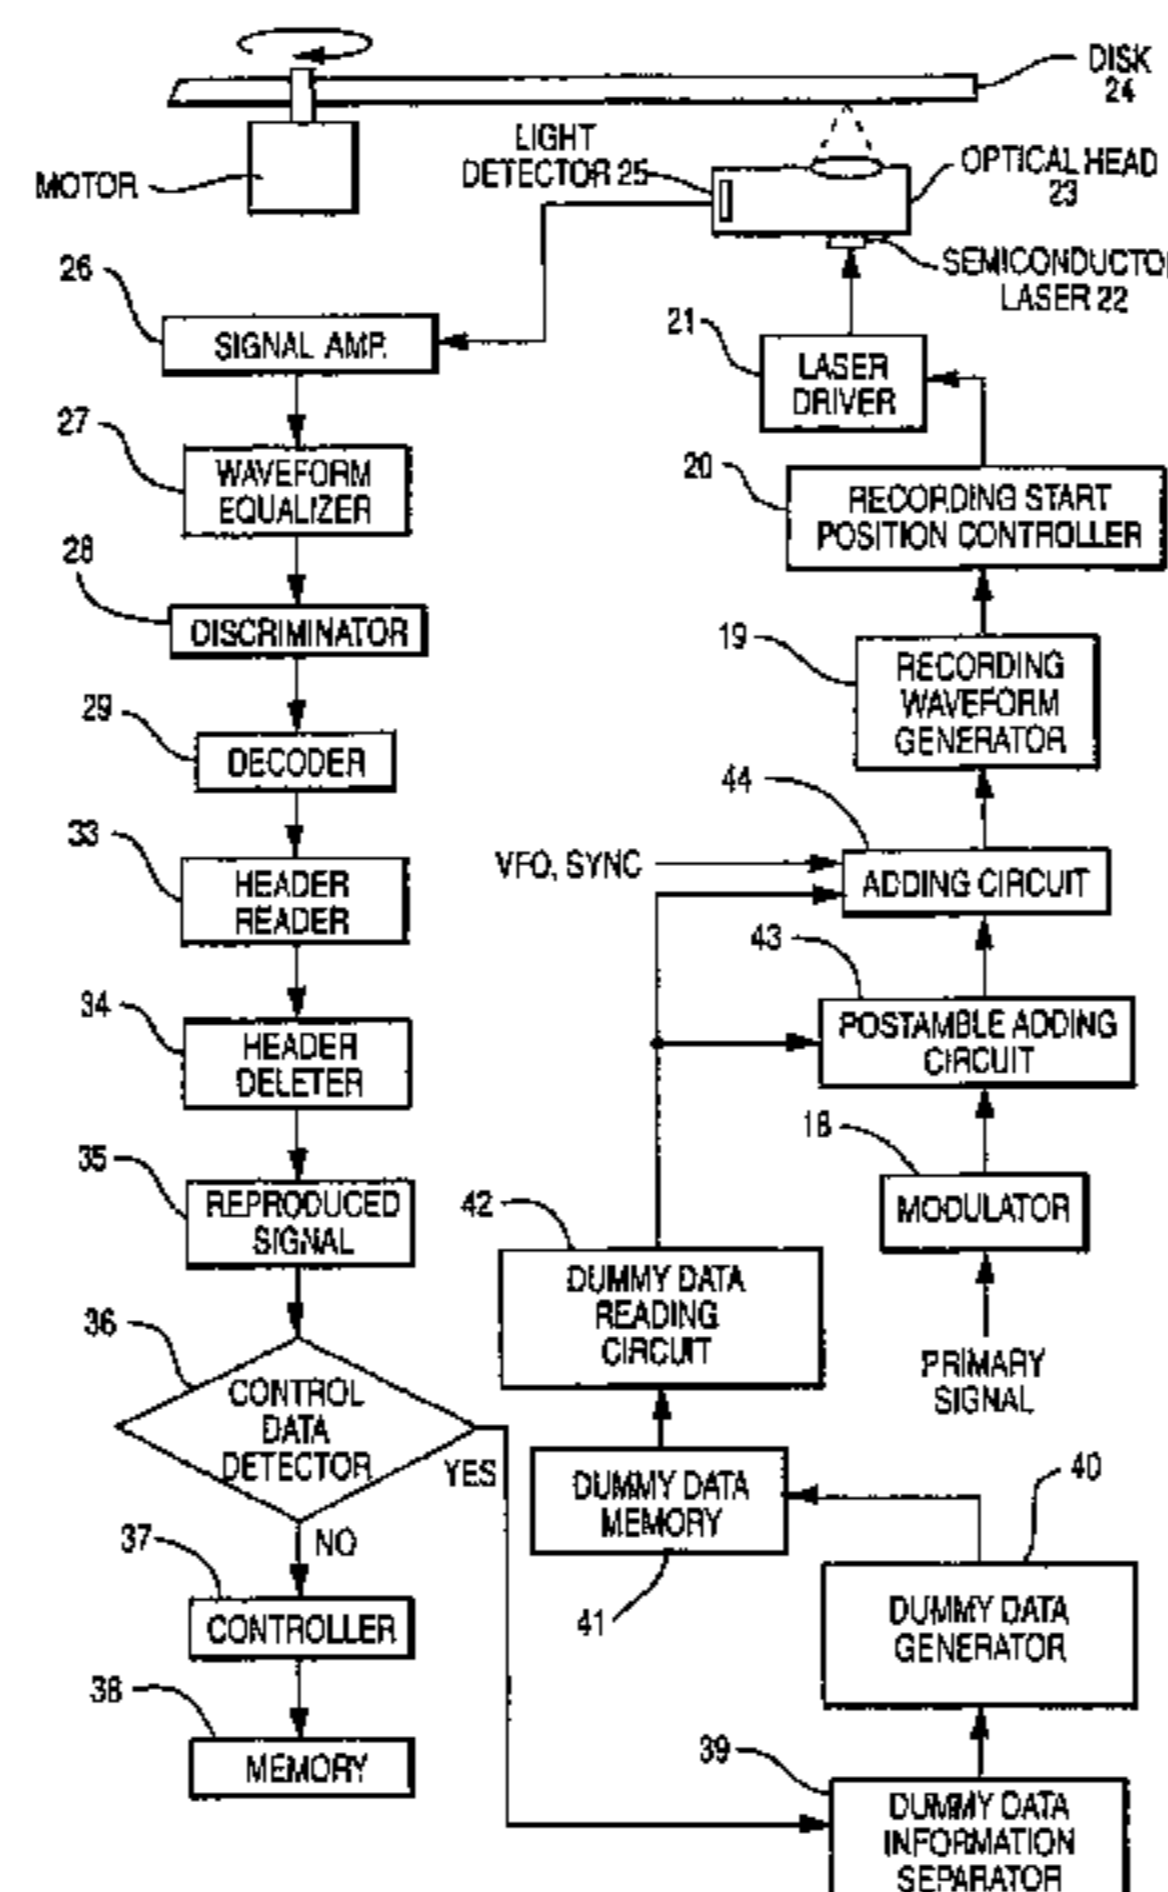 DISK
24
MOTOR
LIGHT
DETECTOR 25
OPTICAL HEAD
23
SEMICONDUCTOR
LASER 22
26
SIGNAL AMP.
21
LASER
DRIVER
27
WAVEFORM
EQUALIZER
20
RECORDING START
POSITION CONTROLLER
28
DISCRIMINATOR
19
RECORDING
WAVEFORM
GENERATOR
29
DECODER
44
VFO, SYNC
ADDING CIRCUIT
33
HEADER
READER
43
POSTAMBLE ADDING
CIRCUIT
34
HEADER
DELETER
18
MODULATOR
PRIMARY
SIGNAL
35
REPRODUCED
SIGNAL
42
DUMMY DATA
READING
CIRCUIT
36
CONTROL
DATA
DETECTOR
YES
NO
DUMMY DATA
MEMORY
41
40
DUMMY DATA
GENERATOR
37
CONTROLLER
38
MEMORY
39
DUMMY DATA
INFORMATION
SEPARATOR